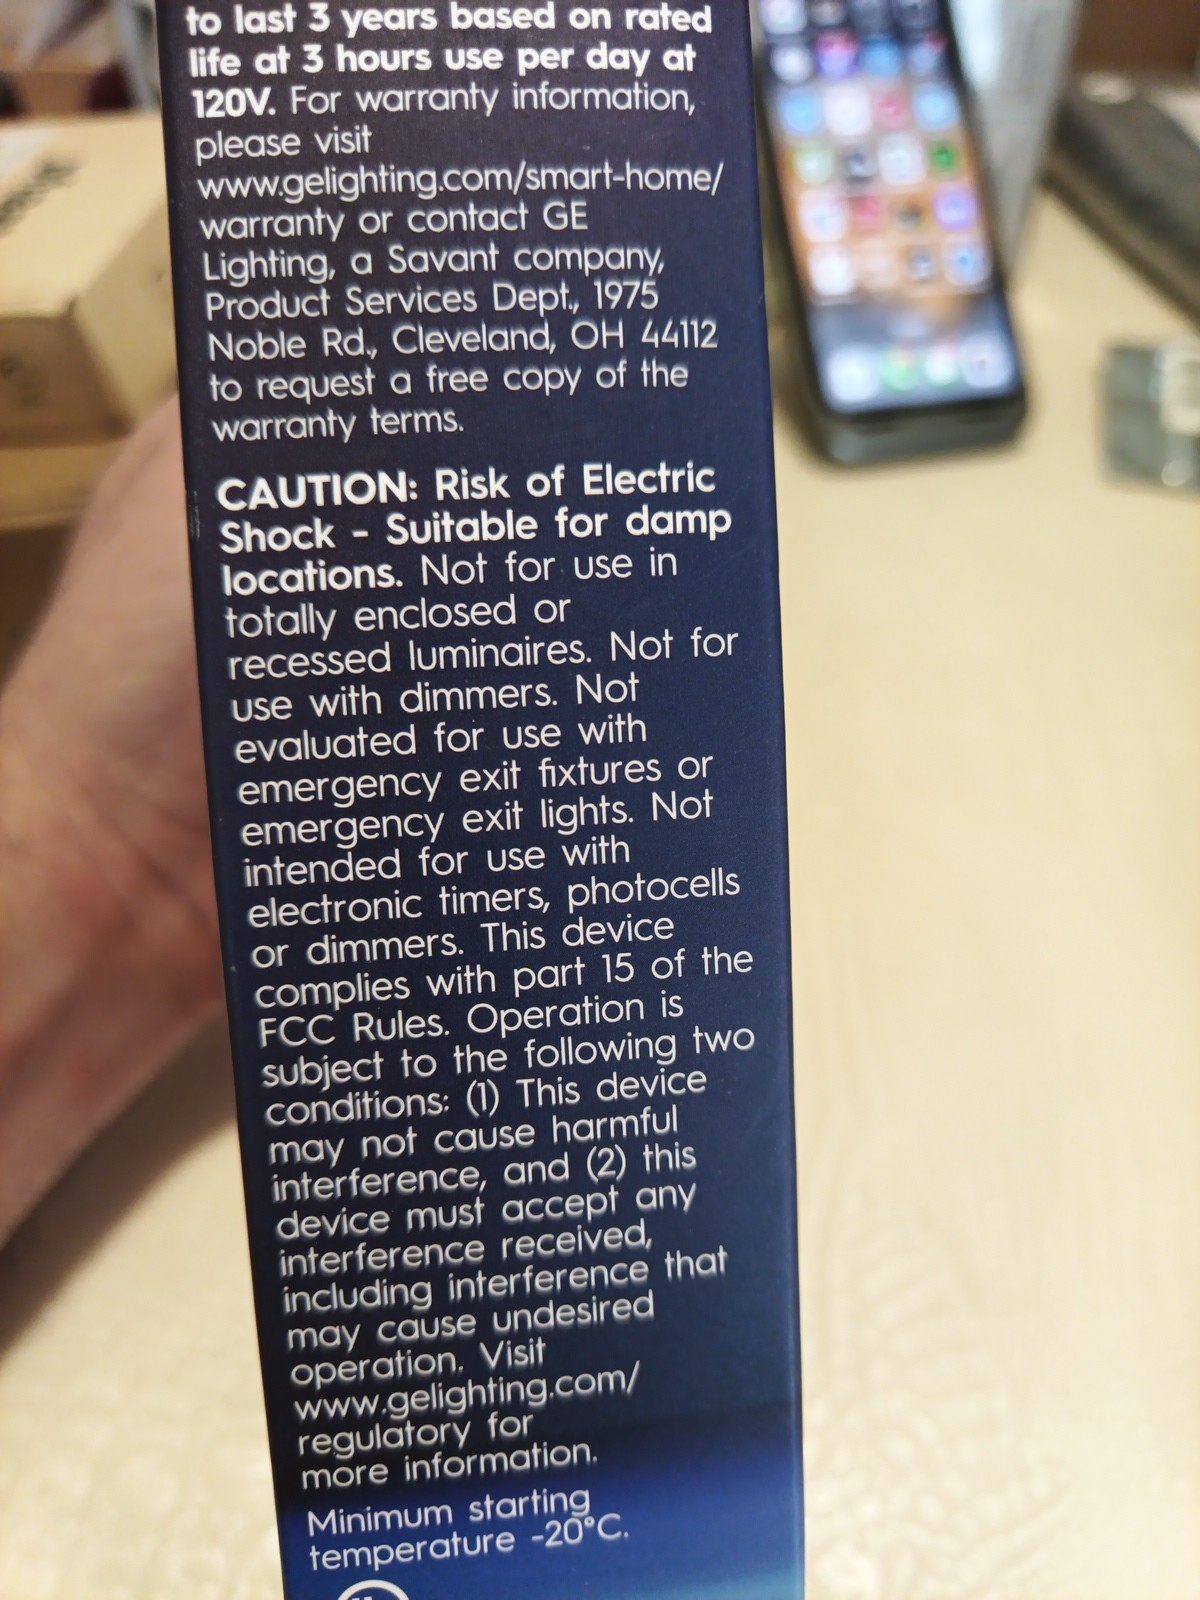 to last 3 years based on rated
life at 3 hours use per day at
120V. For warranty information,
please visit
www.gelighting.com/smart-home/
warranty or contact GE
Lighting, a Savant company,
Product Services Dept., 1975
Noble Rd., Cleveland, OH 44112
to request a free copy of the
warranty terms.
CAUTION: Risk of Electric
Shock - Suitable for damp
locations. Not for use in
totally enclosed or
recessed luminaires. Not for
use with dimmers. Not
evaluated for use with
emergency exit fixtures or
emergency exit lights. Not
intended for use with
electronic timers, photocells
or dimmers. This device
complies with part 15 of the
FCC Rules. Operation is
subject to the following two
conditions: (1) This device
may not cause harmful
interference, and (2) this
device must accept any
interference received,
including interference that
may cause undesired
operation. Visit
www.gelighting.com/
regulatory for
more information.
Minimum starting
temperature -20°C.